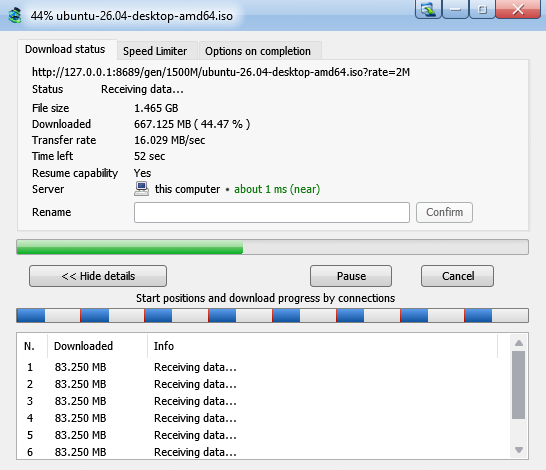 44% ubuntu-26.04-desktop-amd64.iso
Download status Speed Limiter Options on completion
http://127.0.0.1:8689/gen/1500M/ubuntu-26.04-desktop-amd64.iso?rate=2M
Status Receiving data...
File size 1.465 GB
Downloaded 667.125 MB ( 44.47 % )
Transfer rate 16.029 MB/sec
Time left 52 sec
Resume capability Yes
Server this computer • about 1 ms (near)
Rename Confirm
<< Hide details Pause Cancel
Start positions and download progress by connections
N. Downloaded Info
1 83.250 MB Receiving data...
2 83.250 MB Receiving data...
3 83.250 MB Receiving data...
4 83.250 MB Receiving data...
5 83.250 MB Receiving data...
6 83.250 MB Receiving data...